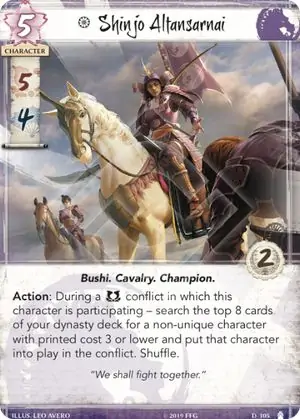 5
Shinjo Altansarnai
CHARACTER
5
4
2
Bushi. Cavalry. Champion.
Action: During a conflict in which this
character is participating – search the top 8 cards
of your dynasty deck for a non-unique character
with printed cost 3 or lower and put that character
into play in the conflict. Shuffle.
"We shall fight together."
ILLUS. LEO AVERO
© 2019 FFG
D 105